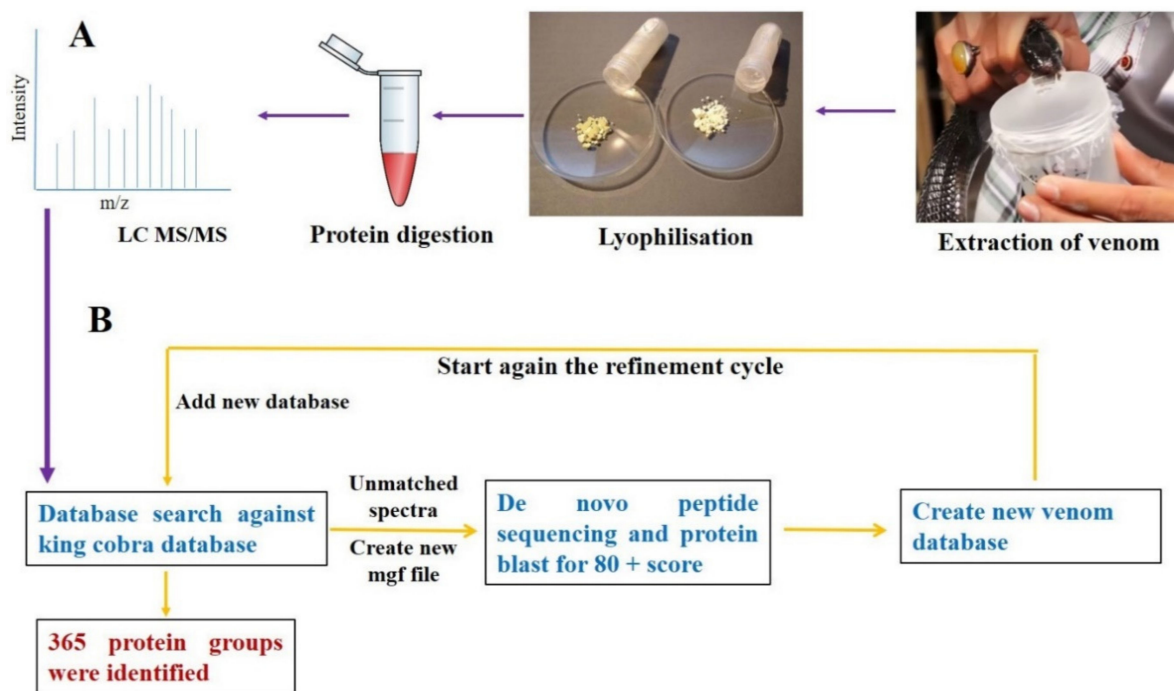 A
Intensity
m/z
LC MS/MS
Protein digestion
Lyophilisation
Extraction of venom
B
Start again the refinement cycle
Add new database
Database search against
king cobra database
Unmatched
spectra
Create new
mgf file
De novo peptide
sequencing and protein
blast for 80 + score
Create new venom
database
365 protein groups
were identified